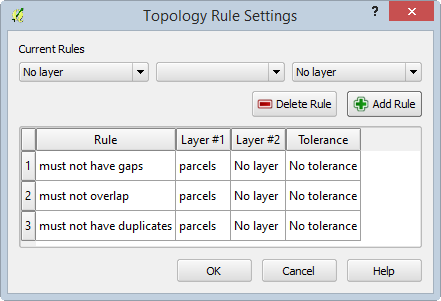 Topology Rule Settings
?
Current Rules
No layer No layer
Delete Rule Add Rule
Rule Layer #1 Layer #2 Tolerance
1 must not have gaps parcels No layer No tolerance
2 must not overlap parcels No layer No tolerance
3 must not have duplicates parcels No layer No tolerance
OK Cancel Help